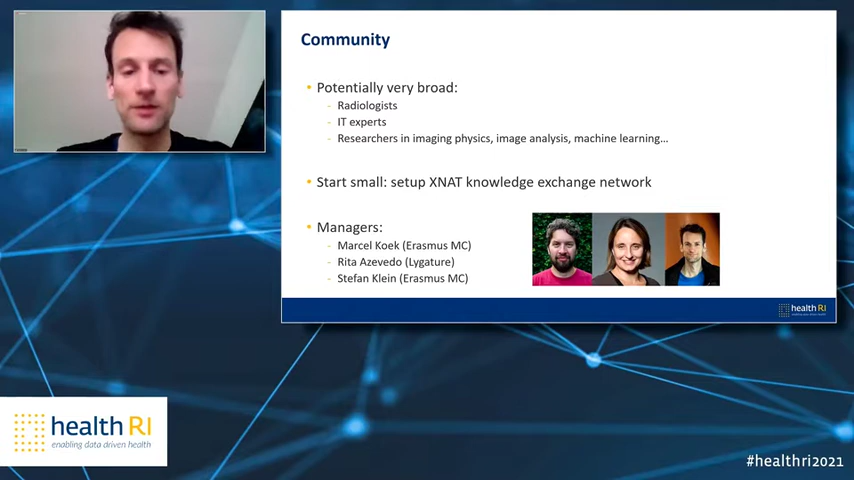 Community
• Potentially very broad:
- Radiologists
- IT experts
- Researchers in imaging physics, image analysis, machine learning...
• Start small: setup XNAT knowledge exchange network
• Managers:
- Marcel Koek (Erasmus MC)
- Rita Azevedo (Lygature)
- Stefan Klein (Erasmus MC)
health RI
health RI
enabling data driven health
#healthri2021